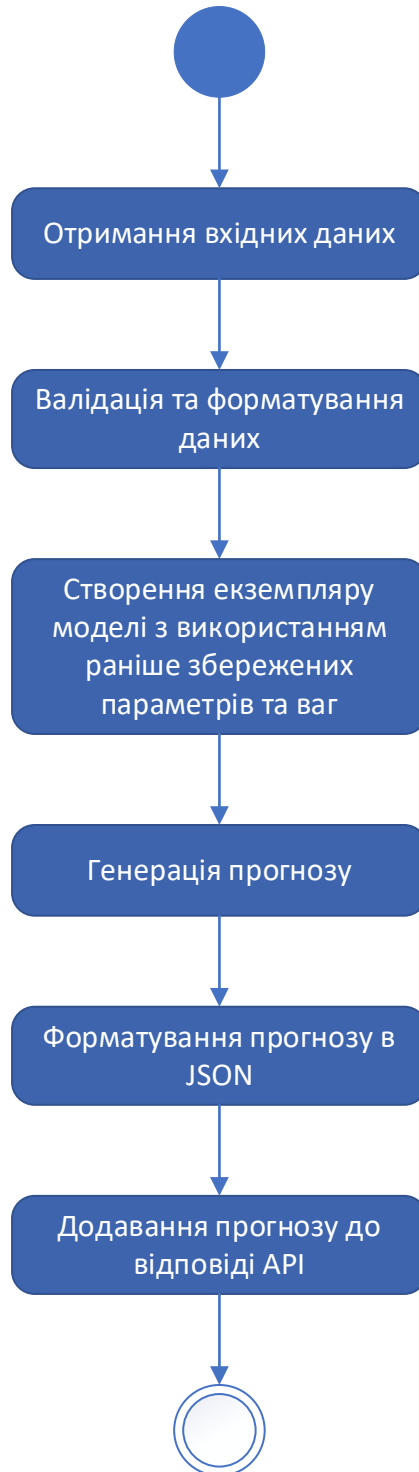 Отримання вхідних даних
Валідація та форматування
даних
Створення екземпляру
моделі з використанням
раніше збережених
параметрів та ваг
Генерація прогнозу
Форматування прогнозу в
JSON
Додавання прогнозу до
відповіді API